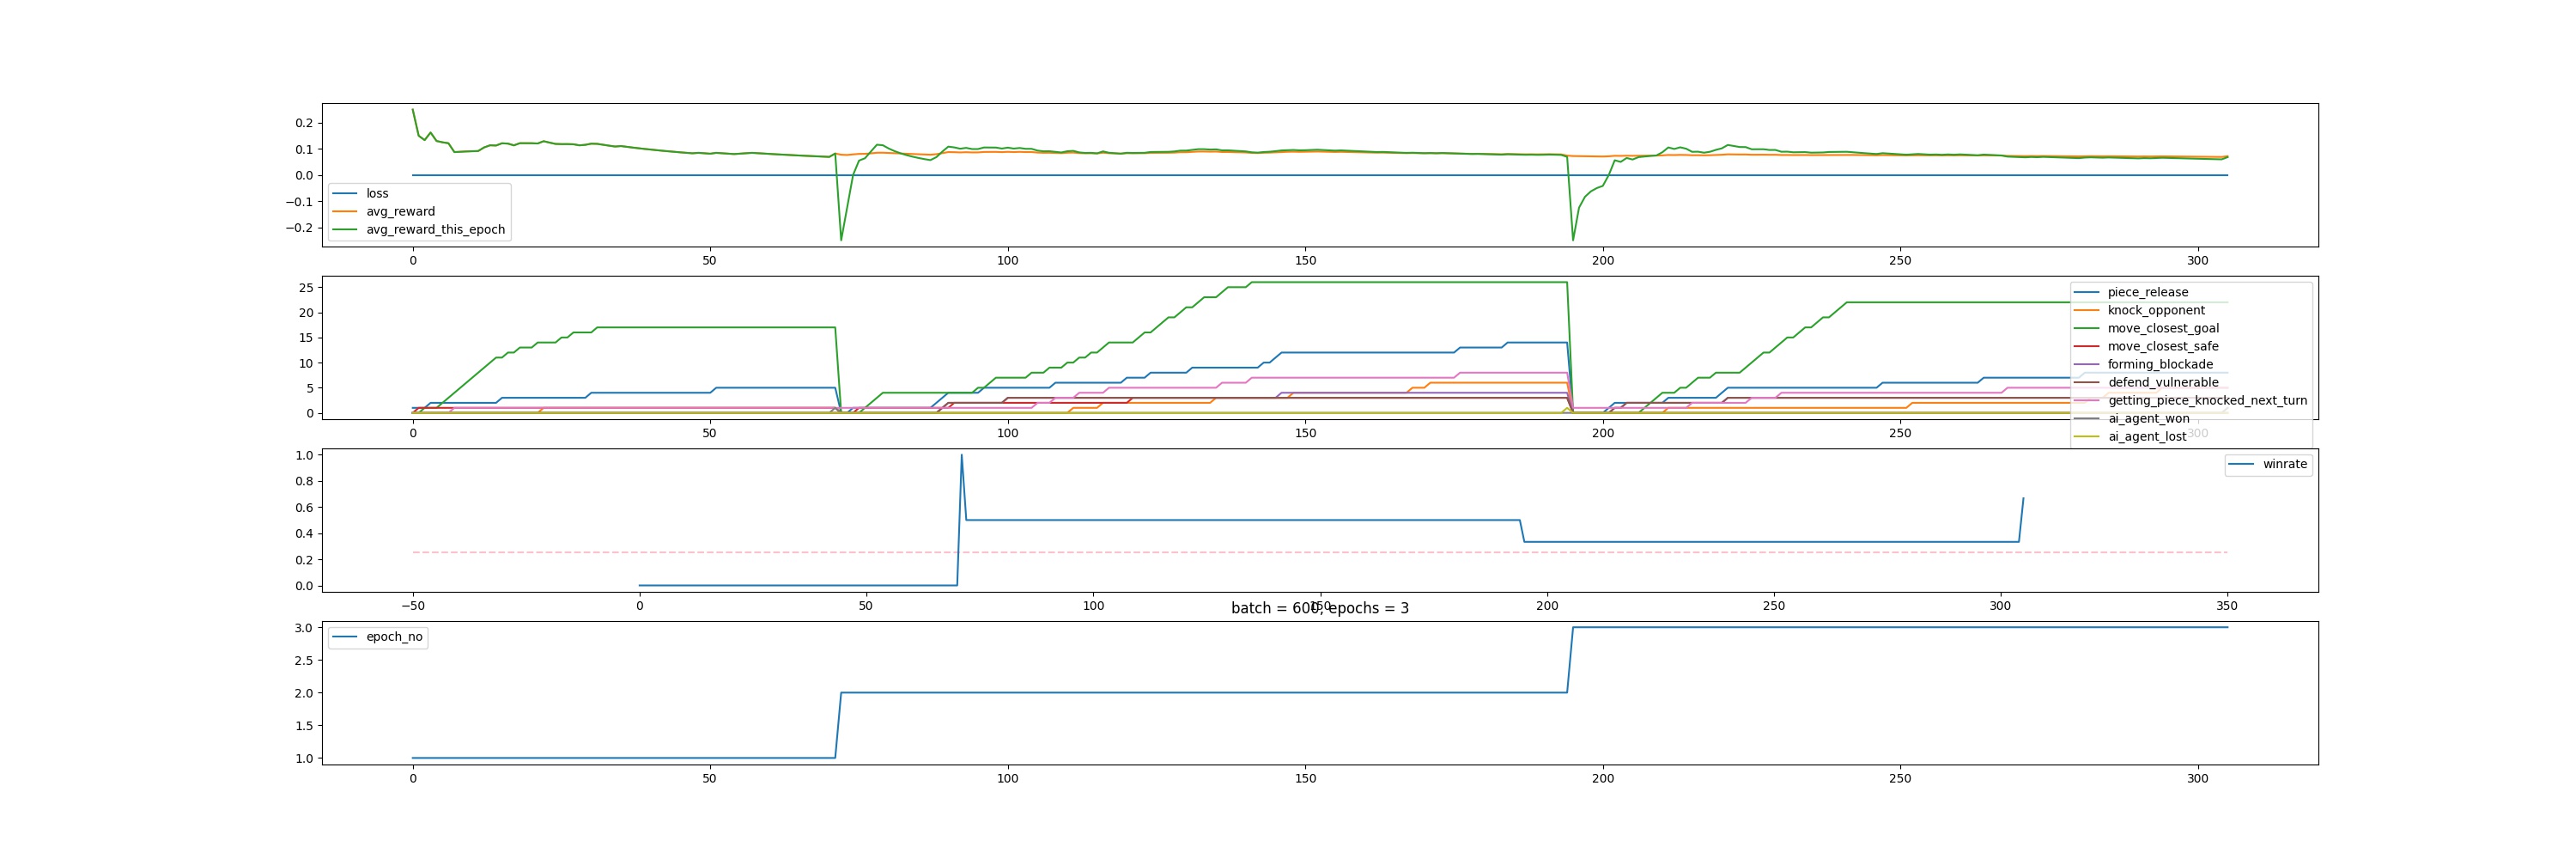 0.2
0.1
0.0
−0.1
−0.2
loss
avg_reward
avg_reward_this_epoch
0 50 100 150 200 250 300
25
20
15
10
5
0
piece_release
knock_opponent
move_closest_goal
move_closest_safe
forming_blockade
defend_vulnerable
getting_piece_knocked_next_turn
ai_agent_won
ai_agent_lost
0 50 100 150 200 250 300
1.0
0.8
0.6
0.4
0.2
0.0
winrate
−50 0 50 100 150 200 250 300 350
batch = 600, epochs = 3
3.0
2.5
2.0
1.5
1.0
epoch_no
0 50 100 150 200 250 300